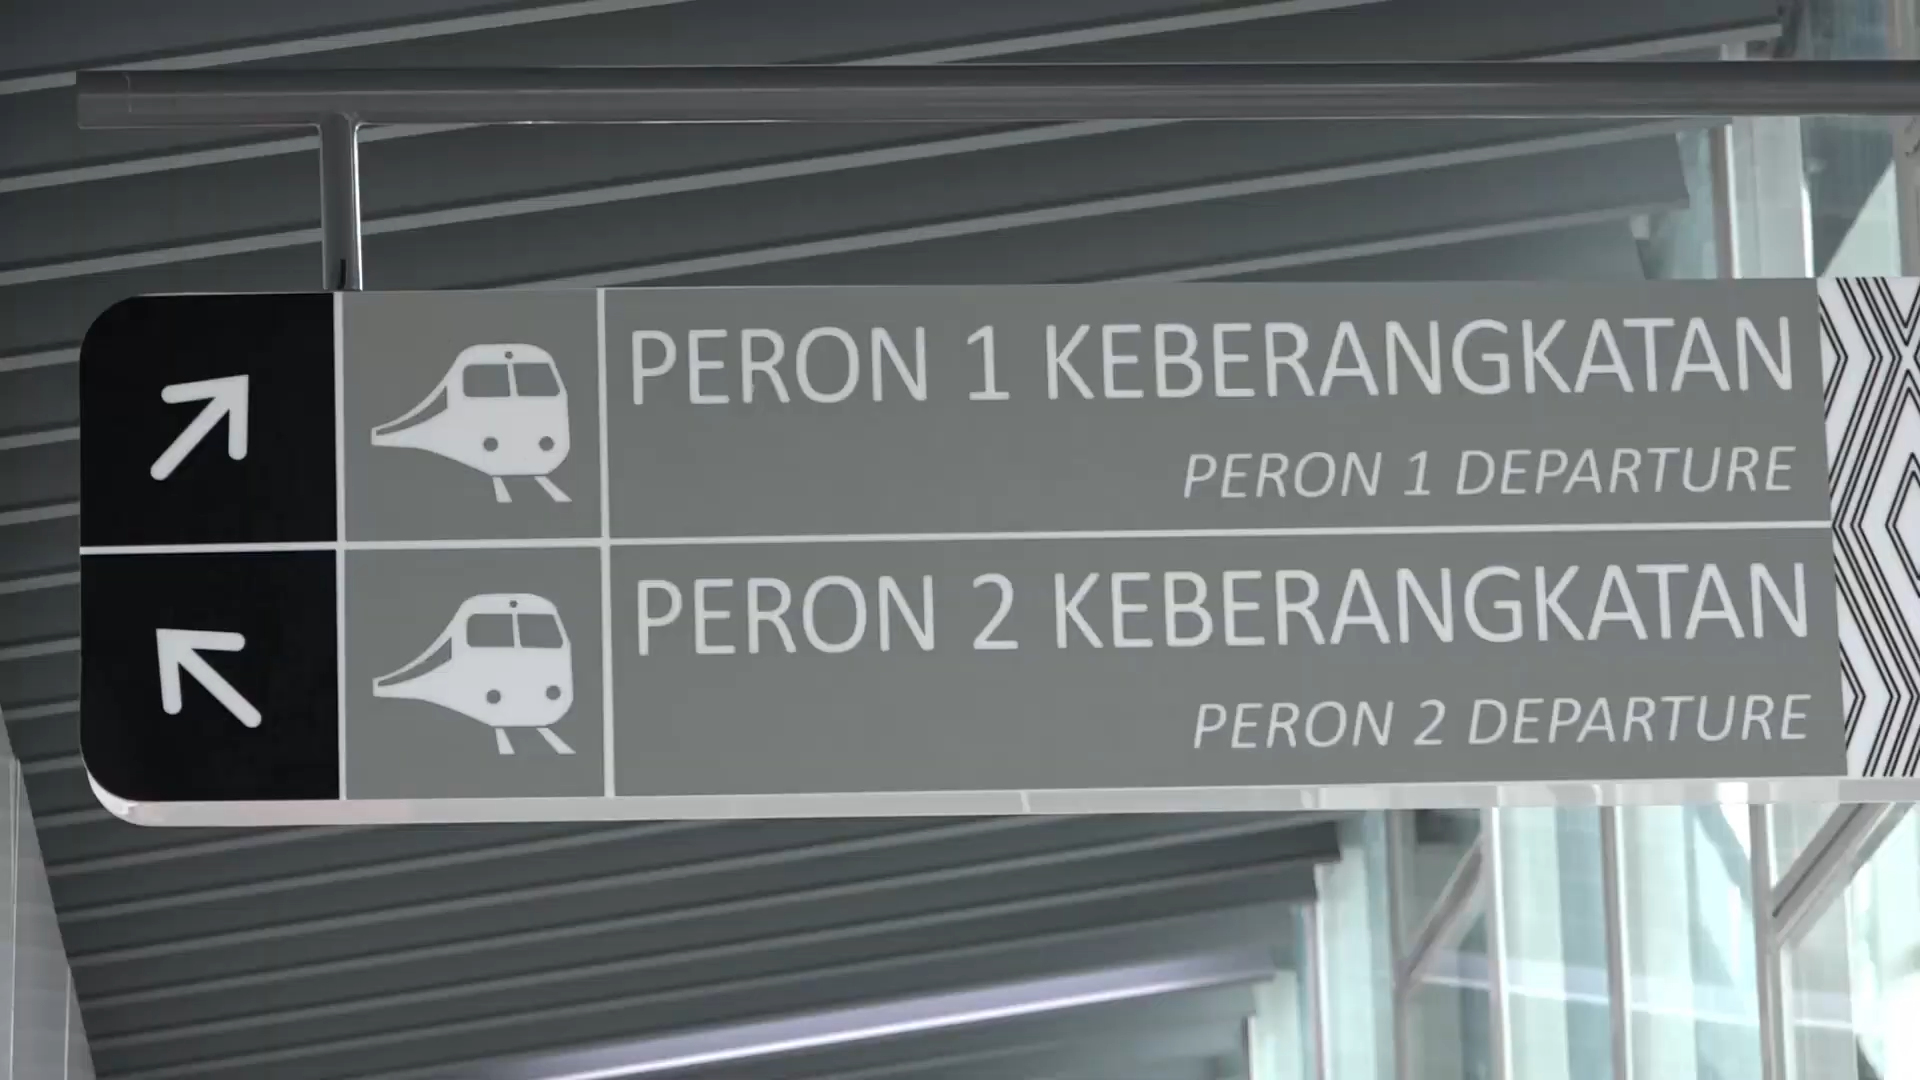 PERON 1 KEBERANGKATAN
PERON 1 DEPARTURE
PERON 2 KEBERANGKATAN
PERON 2 DEPARTURE